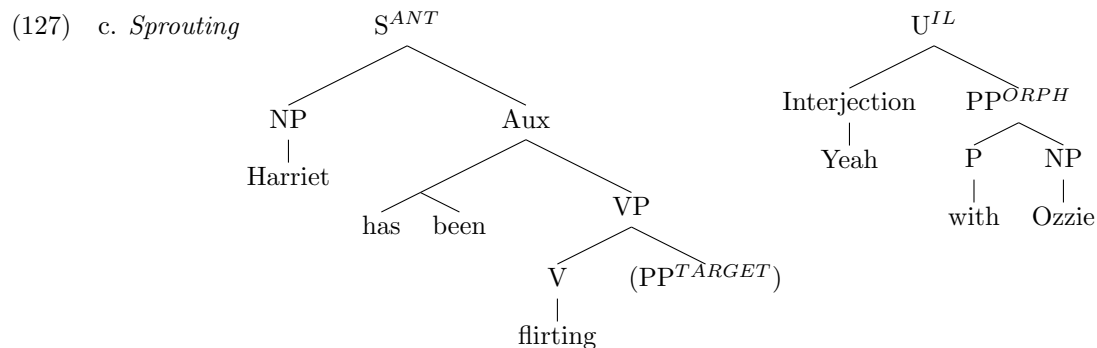 (127) c. Sprouting S^ANT U^IL
NP Aux Interjection PP^ORPH
Harriet Yeah P NP
has been VP with Ozzie
V (PP^TARGET)
flirting